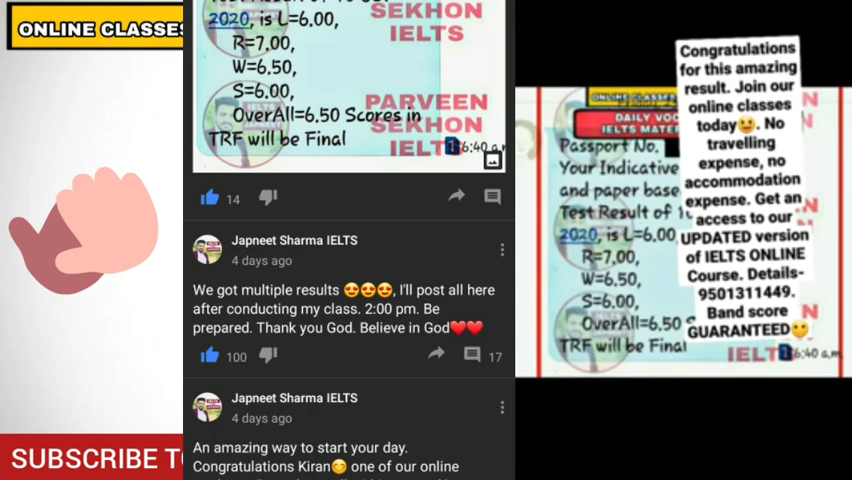 ONLINE CLASSES
SUBSCRIBE
2020, is L=6.00,
R=7.00,
W=6.50,
S=6.00,
OverAll=6.50 Scores in
TRF will be Final
SEKHON
IELTS
PARVEEN
SEKHON
IELTS
6:40 a.m
14
Japneet Sharma IELTS
4 days ago
We got multiple results 😍😍😍, I'll post all here
after conducting my class. 2:00 pm. Be
prepared. Thank you God. Believe in God❤️❤️
100
17
Japneet Sharma IELTS
4 days ago
An amazing way to start your day.
Congratulations Kiran😊 one of our online
ONLINE CLASSES
DAILY VOC
IELTS MATER
Passport No.
Your Indicative
and paper base
Test Result of
2020, is L=6.00,
R=7.00,
W=6.50,
S=6.00,
OverAll=6.50
TRF will be Final
IELT
6:40 a.m.
Congratulations
for this amazing
result. Join our
online classes
today😉. No
travelling
expense, no
accommodation
expense. Get an
access to our
UPDATED version
of IELTS ONLINE
Course. Details-
9501311449.
Band score
GUARANTEED🙂